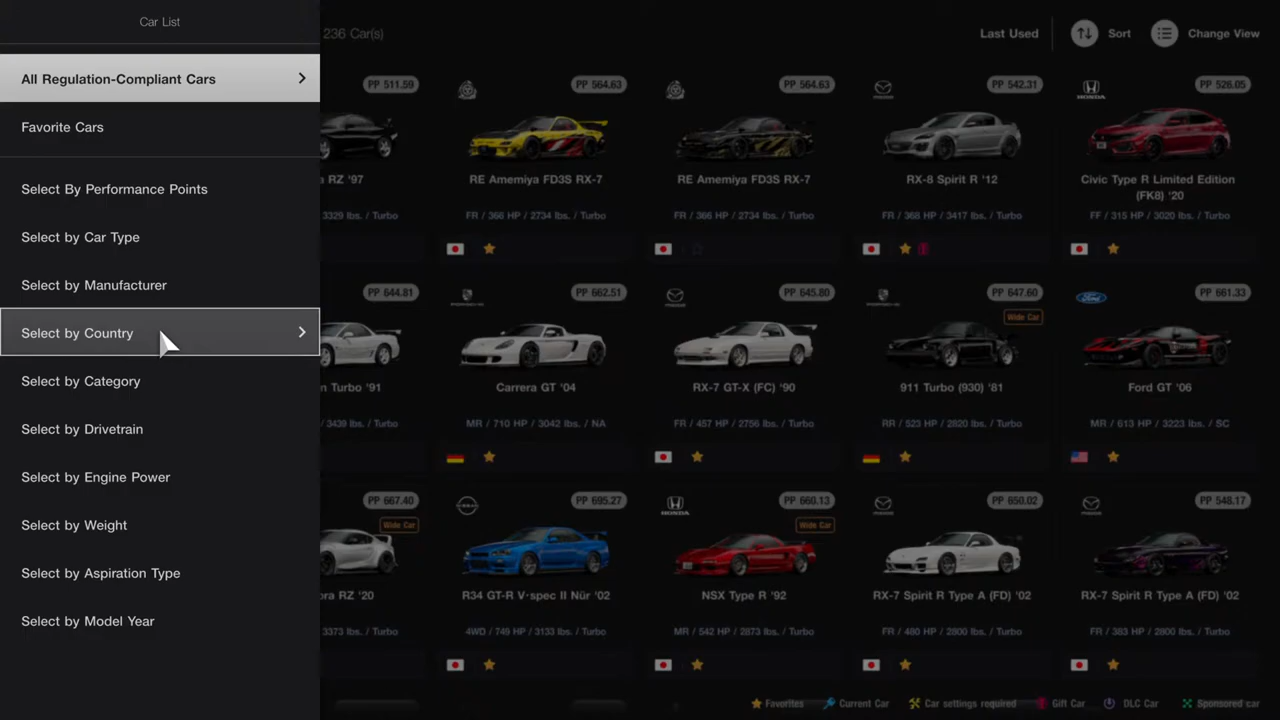 Car List
All Regulation-Compliant Cars
Favorite Cars
Select By Performance Points
Select by Car Type
Select by Manufacturer
Select by Country
Select by Category
Select by Drivetrain
Select by Engine Power
Select by Weight
Select by Aspiration Type
Select by Model Year
236 Car(s)
Last Used
Sort
Change View
PP 511.59
RZ '97
3329 lbs. / Turbo
PP 564.63
RE Amemiya FD3S RX-7
FR / 366 HP / 2734 lbs. / Turbo
PP 564.63
RE Amemiya FD3S RX-7
FR / 366 HP / 2734 lbs. / Turbo
PP 542.31
RX-8 Spirit R '12
FR / 368 HP / 3417 lbs. / Turbo
HONDA
PP 526.05
Civic Type R Limited Edition
(FK8) '20
FF / 315 HP / 3020 lbs. / Turbo
PP 644.81
Turbo '91
3439 lbs. / Turbo
PORSCHE
PP 662.51
Carrera GT '04
MR / 710 HP / 3042 lbs. / NA
mazda
PP 645.80
RX-7 GT-X (FC) '90
FR / 457 HP / 2756 lbs. / Turbo
PORSCHE
PP 647.60
Wide Car
911 Turbo (930) '81
RR / 523 HP / 2820 lbs. / Turbo
Ford
PP 661.33
Ford GT '06
MR / 613 HP / 3223 lbs. / SC
PP 667.40
Wide Car
RZ '20
3373 lbs. / Turbo
NISSAN
PP 695.27
R34 GT-R V·spec II Nür '02
4WD / 749 HP / 3133 lbs. / Turbo
HONDA
PP 660.13
Wide Car
NSX Type R '92
MR / 542 HP / 2873 lbs. / Turbo
mazda
PP 650.02
RX-7 Spirit R Type A (FD) '02
FR / 480 HP / 2800 lbs. / Turbo
mazda
PP 548.17
RX-7 Spirit R Type A (FD) '02
FR / 383 HP / 2800 lbs. / Turbo
Favorites
Current Car
Car settings required
Gift Car
DLC Car
Sponsored car